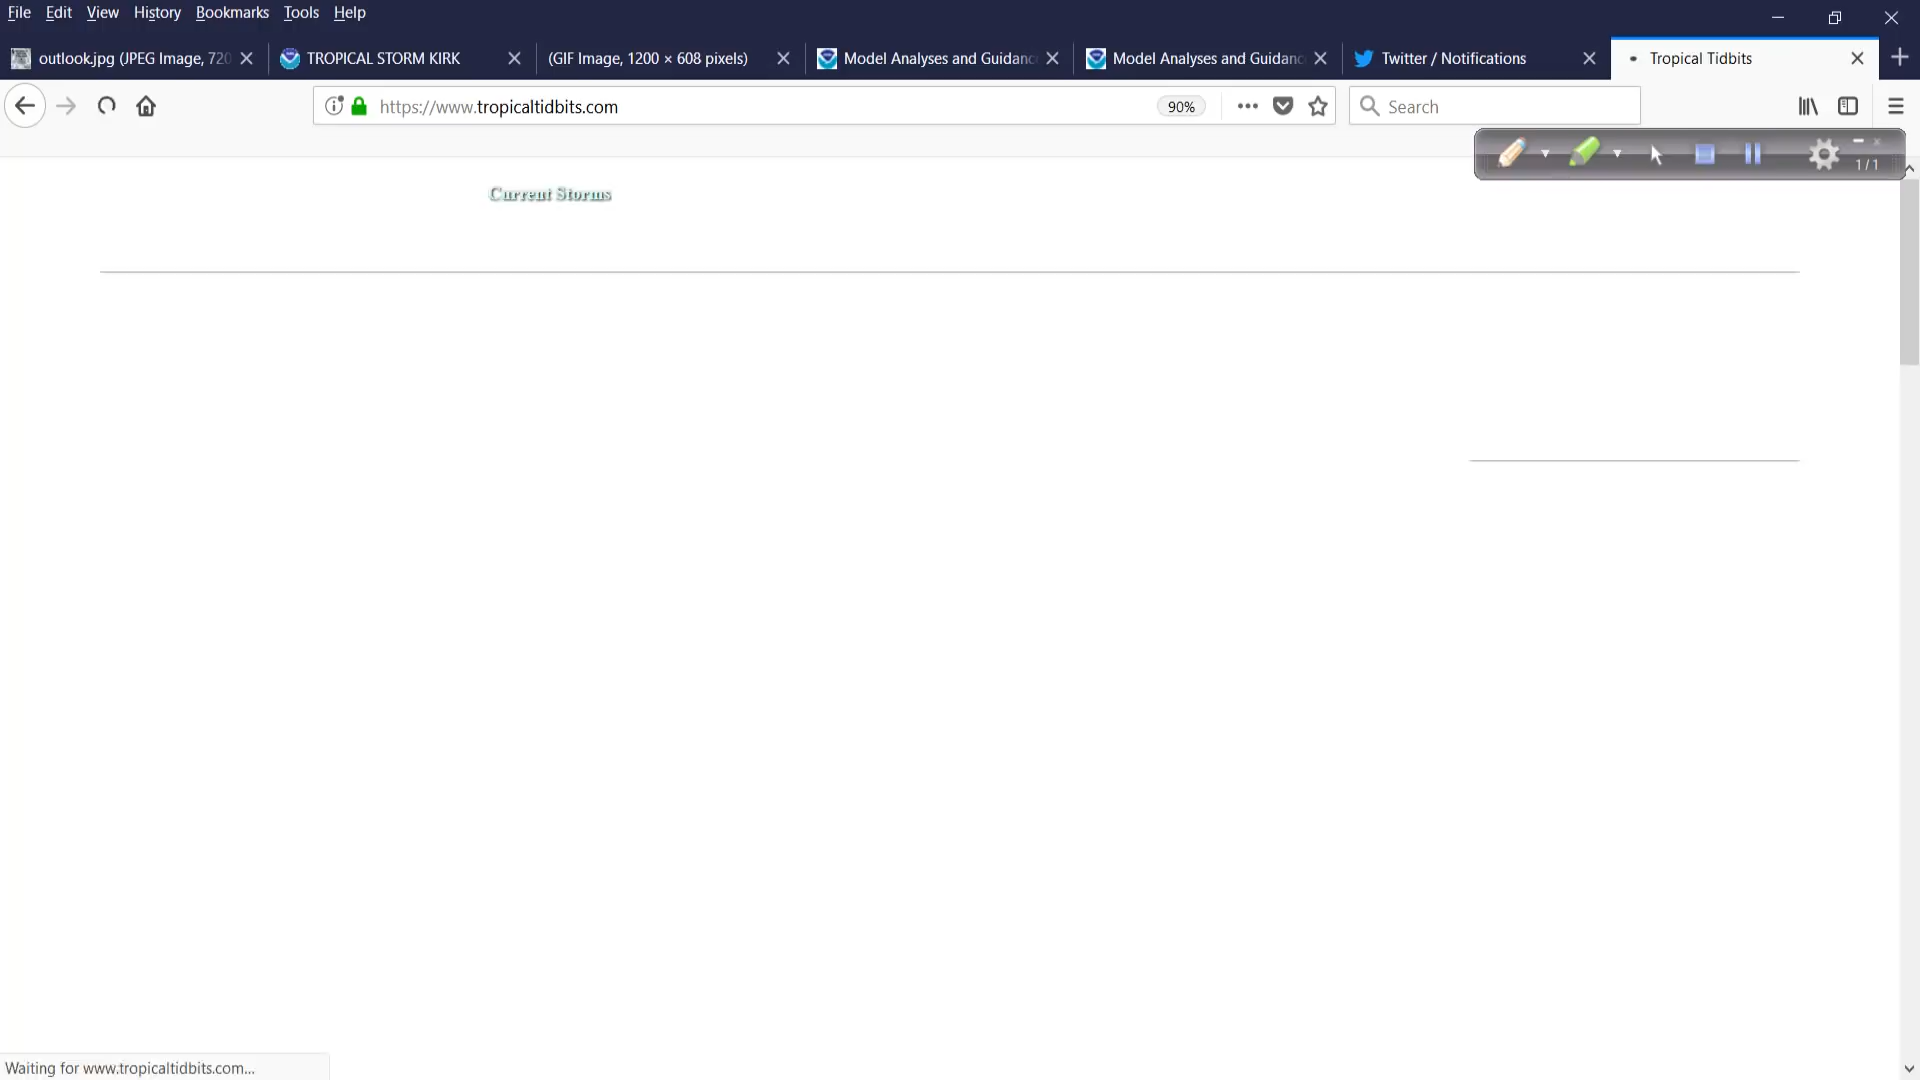 File Edit View History Bookmarks Tools Help
outlook.jpg (JPEG Image, 720
TROPICAL STORM KIRK
(GIF Image, 1200 × 608 pixels)
Model Analyses and Guidanc
Model Analyses and Guidanc
Twitter / Notifications
Tropical Tidbits
https://www.tropicaltidbits.com
90%
Search
1/1
Current Storms
Waiting for www.tropicaltidbits.com...